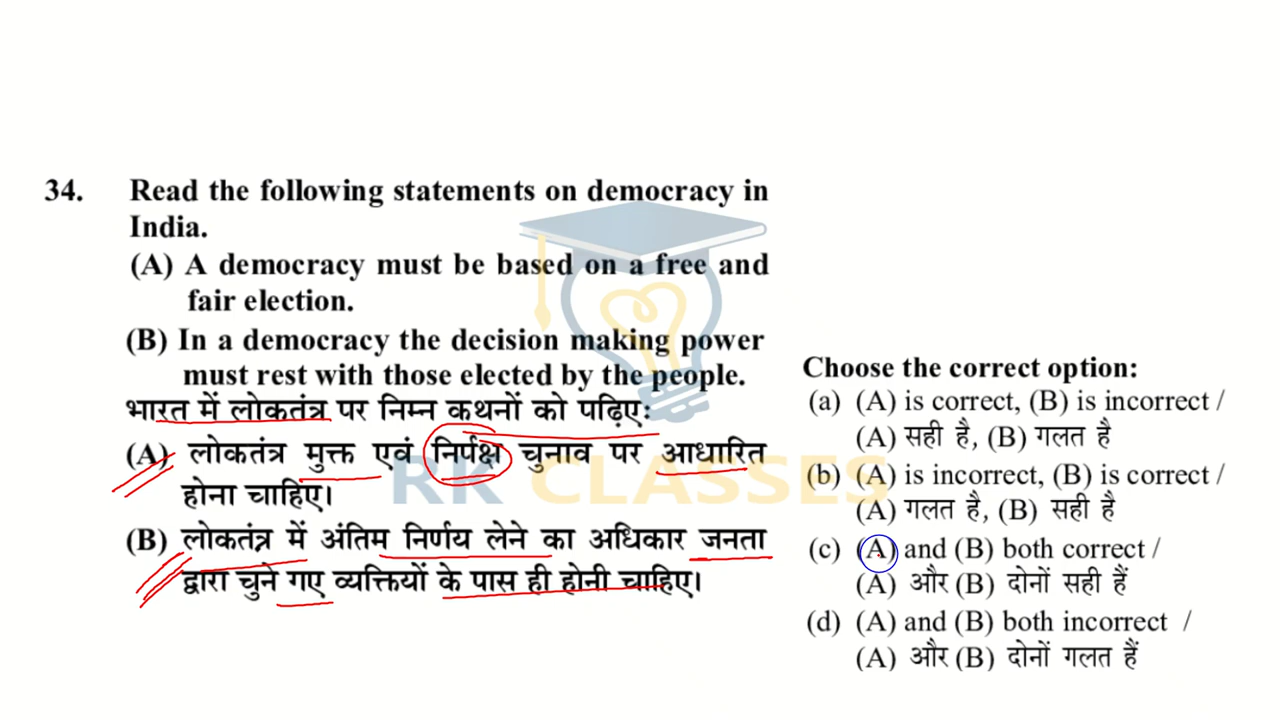 34. Read the following statements on democracy in
India.
(A) A democracy must be based on a free and
fair election.
(B) In a democracy the decision making power
must rest with those elected by the people.
भारत में लोकतंत्र पर निम्न कथनों को पढ़िए:
(A) लोकतंत्र मुक्त एवं निर्पक्ष चुनाव पर आधारित
होना चाहिए।
(B) लोकतंत्र में अंतिम निर्णय लेने का अधिकार जनता
द्वारा चुने गए व्यक्तियों के पास ही होनी चाहिए।
RK CLASSES
Choose the correct option:
(a) (A) is correct, (B) is incorrect /
(A) सही है, (B) गलत है
(b) (A) is incorrect, (B) is correct /
(A) गलत है, (B) सही है
(c) (A) and (B) both correct /
(A) और (B) दोनों सही हैं
(d) (A) and (B) both incorrect /
(A) और (B) दोनों गलत हैं